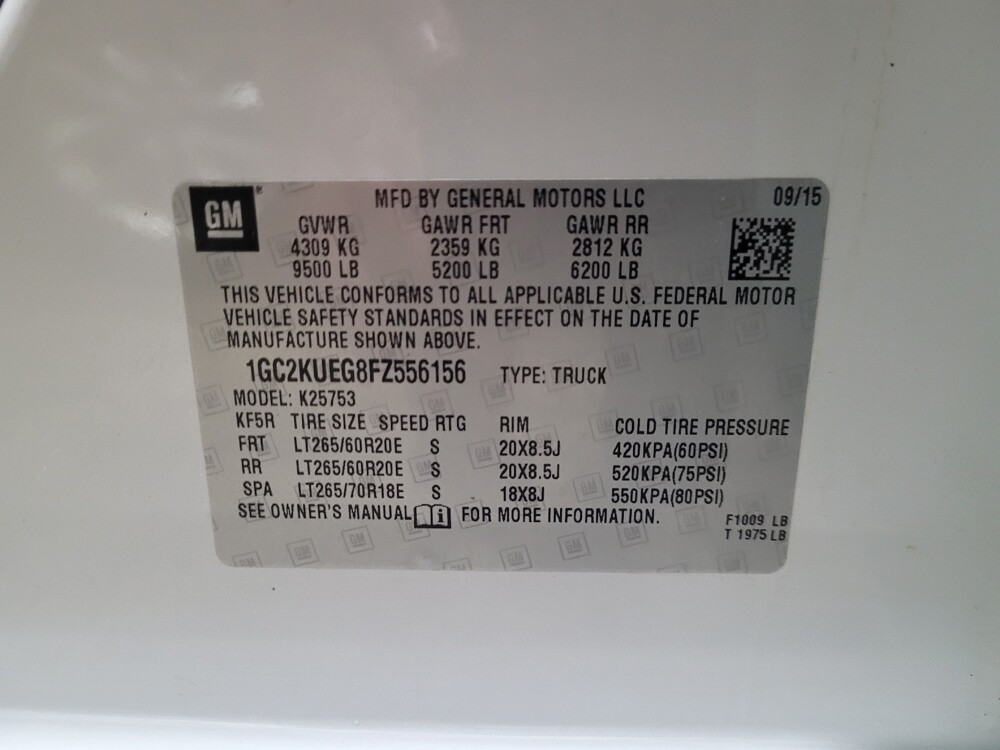 GM®
MFD BY GENERAL MOTORS LLC 09/15
GVWR GAWR FRT GAWR RR
4309 KG 2359 KG 2812 KG
9500 LB 5200 LB 6200 LB
THIS VEHICLE CONFORMS TO ALL APPLICABLE U.S. FEDERAL MOTOR
VEHICLE SAFETY STANDARDS IN EFFECT ON THE DATE OF
MANUFACTURE SHOWN ABOVE.
1GC2KUEG8FZ556156 TYPE: TRUCK
MODEL: K25753
KF5R TIRE SIZE SPEED RTG RIM COLD TIRE PRESSURE
FRT LT265/60R20E S 20X8.5J 420KPA(60PSI)
RR LT265/60R20E S 20X8.5J 520KPA(75PSI)
SPA LT265/70R18E S 18X8J 550KPA(80PSI)
SEE OWNER'S MANUAL i FOR MORE INFORMATION.
F1009 LB
T 1975 LB